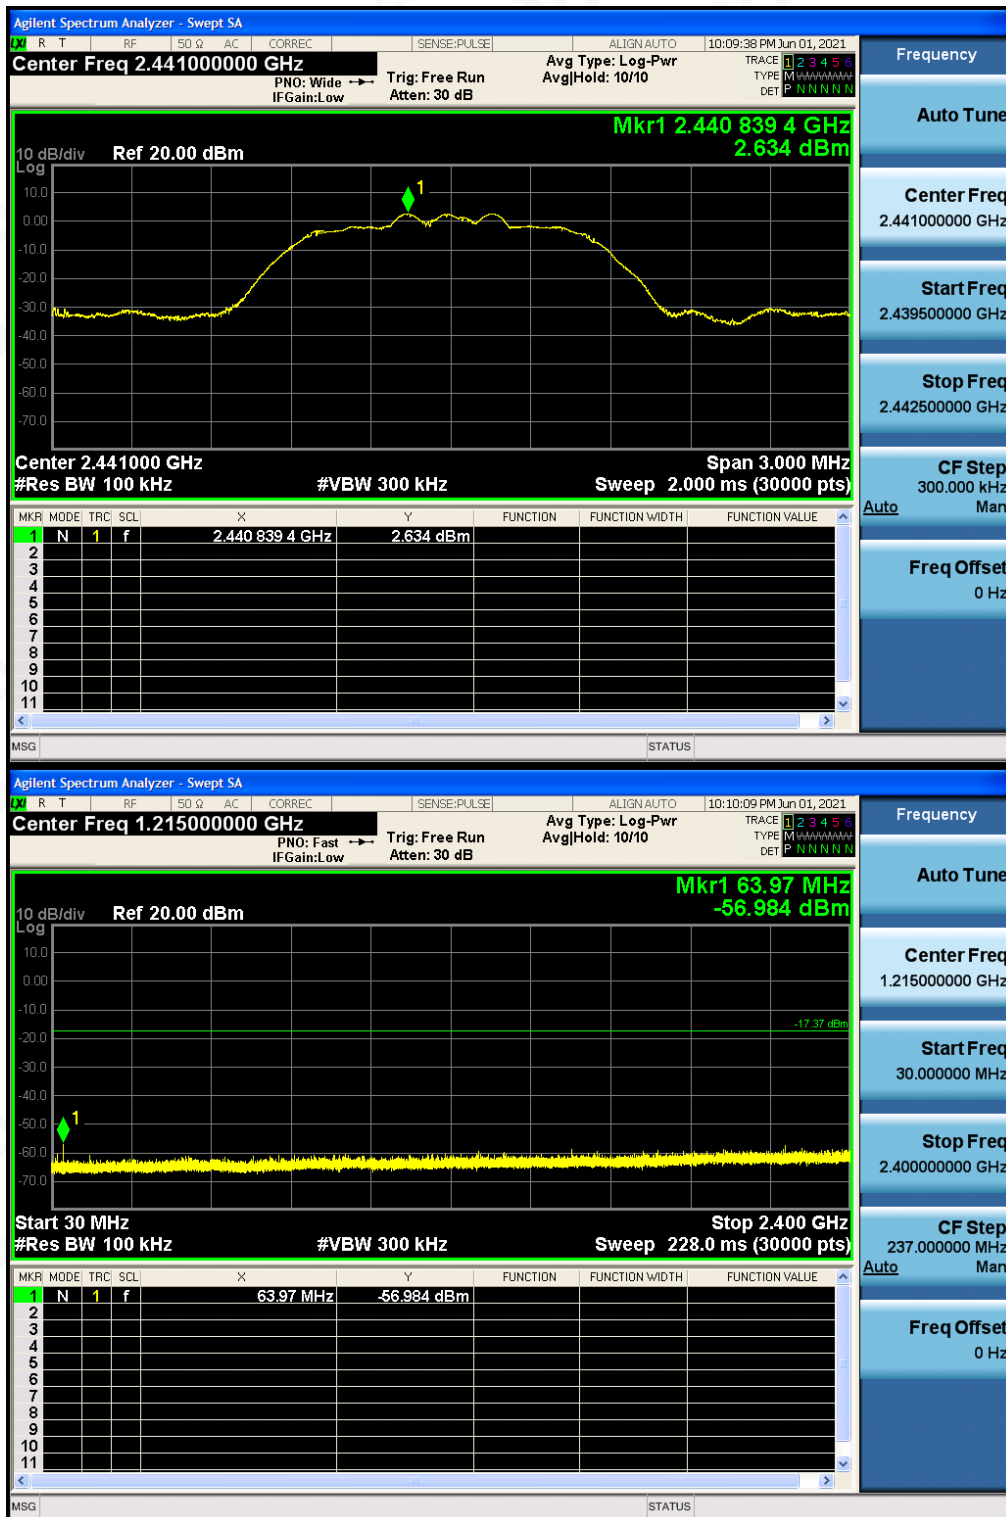 Agilent Spectrum Analyzer - Swept SA
LXI R T RF 50 Ω AC CORREC SENSE:PULSE ALIGN AUTO 10:09:38 PM Jun 01, 2021
Center Freq 2.441000000 GHz
PNO: Wide
IFGain:Low
Trig: Free Run
Atten: 30 dB
Avg Type: Log-Pwr
Avg|Hold: 10/10
TRACE 1 2 3 4 5 6
TYPE M
DET P N N N N N
Mkr1 2.440 839 4 GHz
2.634 dBm
10 dB/div Ref 20.00 dBm
Log
10.0
0.00
-10.0
-20.0
-30.0
-40.0
-50.0
-60.0
-70.0
1
Center 2.441000 GHz Span 3.000 MHz
#Res BW 100 kHz #VBW 300 kHz Sweep 2.000 ms (30000 pts)
MKR MODE TRC SCL X Y FUNCTION FUNCTION WIDTH FUNCTION VALUE
1 N 1 f 2.440 839 4 GHz 2.634 dBm
2
3
4
5
6
7
8
9
10
11
MSG STATUS
Frequency
Auto Tune
Center Freq
2.441000000 GHz
Start Freq
2.439500000 GHz
Stop Freq
2.442500000 GHz
CF Step
300.000 kHz
Auto Man
Freq Offset
0 Hz
Agilent Spectrum Analyzer - Swept SA
LXI R T RF 50 Ω AC CORREC SENSE:PULSE ALIGN AUTO 10:10:09 PM Jun 01, 2021
Center Freq 1.215000000 GHz
PNO: Fast
IFGain:Low
Trig: Free Run
Atten: 30 dB
Avg Type: Log-Pwr
Avg|Hold: 10/10
TRACE 1 2 3 4 5 6
TYPE M
DET P N N N N N
Mkr1 63.97 MHz
-56.984 dBm
10 dB/div Ref 20.00 dBm
Log
10.0
0.00
-10.0
-20.0
-30.0
-40.0
-50.0
-60.0
-70.0
-17.37 dBm
1
Start 30 MHz Stop 2.400 GHz
#Res BW 100 kHz #VBW 300 kHz Sweep 228.0 ms (30000 pts)
MKR MODE TRC SCL X Y FUNCTION FUNCTION WIDTH FUNCTION VALUE
1 N 1 f 63.97 MHz -56.984 dBm
2
3
4
5
6
7
8
9
10
11
MSG STATUS
Frequency
Auto Tune
Center Freq
1.215000000 GHz
Start Freq
30.000000 MHz
Stop Freq
2.400000000 GHz
CF Step
237.000000 MHz
Auto Man
Freq Offset
0 Hz